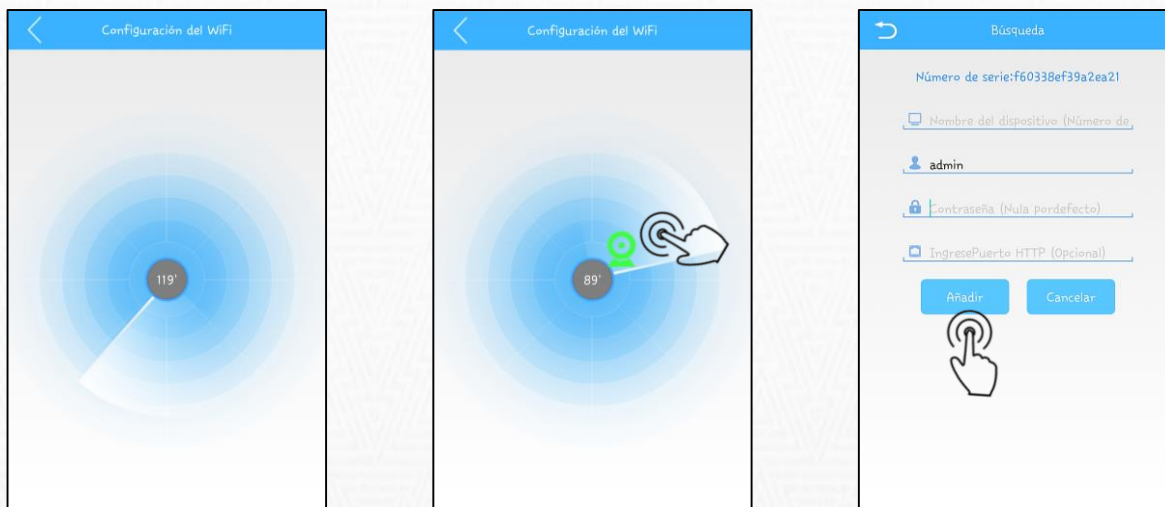 Configuración del WiFi
119'
Configuración del WiFi
89'
Búsqueda
Número de serie:f60338ef39a2ea21
Nombre del dispositivo (Número de
admin
Contraseña (Nula pordefecto)
IngresePuerto HTTP (Opcional)
Añadir
Cancelar